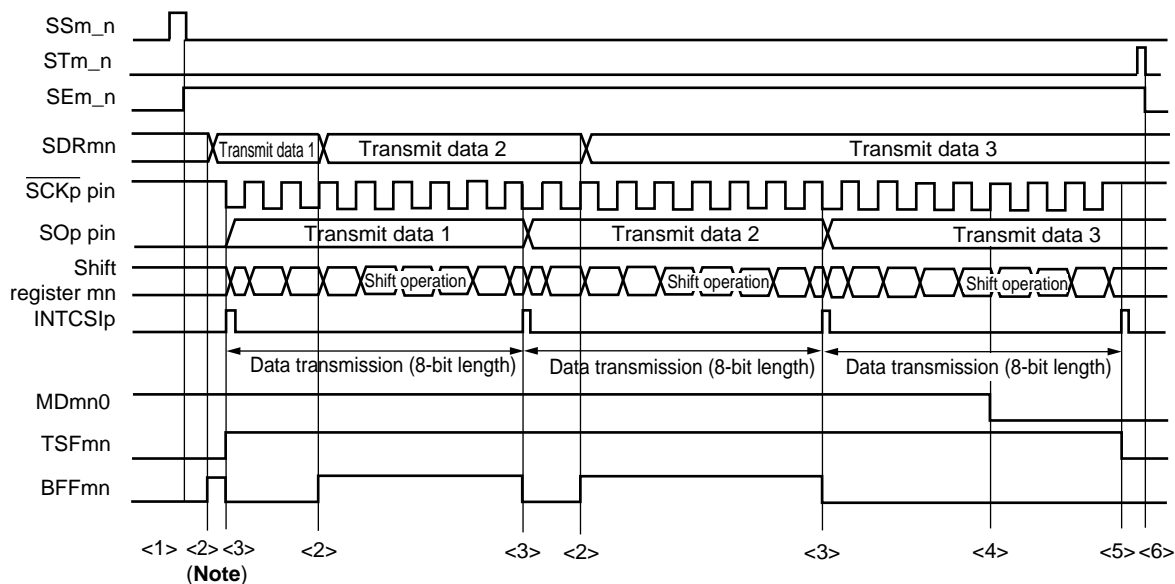 SSm_n
STm_n
SEm_n
SDRmn Transmit data 1 Transmit data 2 Transmit data 3
SCKp pin
SOp pin Transmit data 1 Transmit data 2 Transmit data 3
Shift
register mn Shift operation Shift operation Shift operation
INTCSIp
Data transmission (8-bit length) Data transmission (8-bit length) Data transmission (8-bit length)
MDmn0
TSFmn
BFFmn
<1> <2> <3> <2> <3> <2> <3> <4> <5> <6>
(Note)